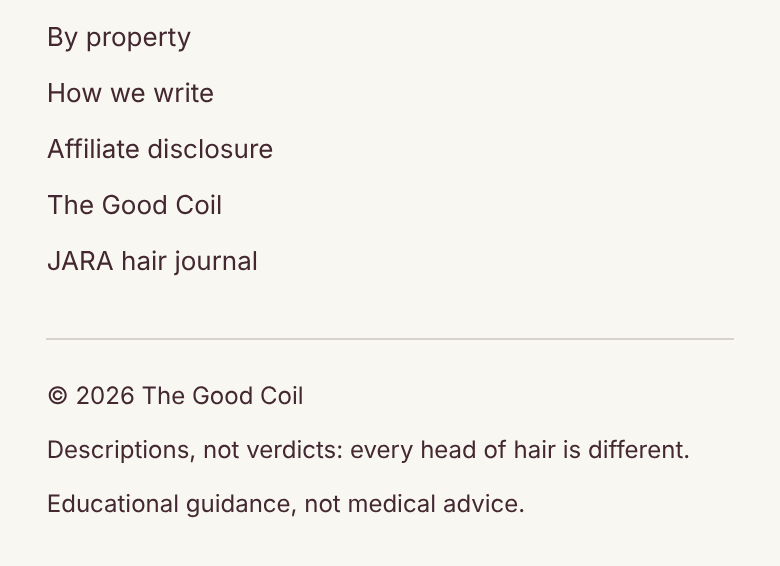 By property
How we write
Affiliate disclosure
The Good Coil
JARA hair journal
© 2026 The Good Coil
Descriptions, not verdicts: every head of hair is different.
Educational guidance, not medical advice.